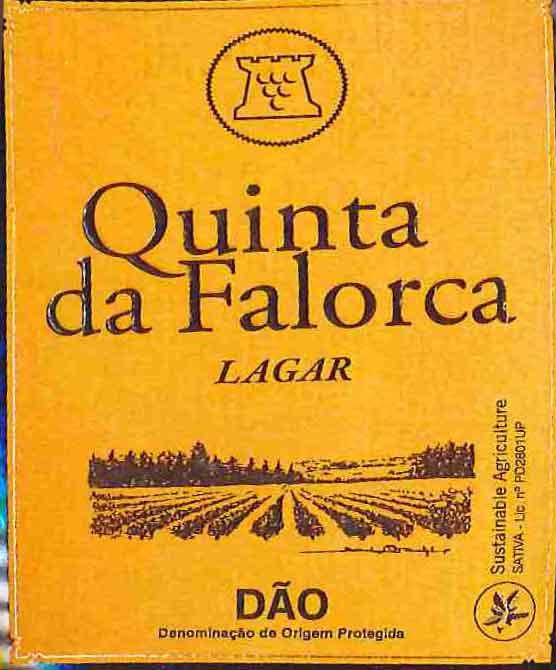 Quinta
da Falorca
LAGAR
Sustainable Agriculture
SATIVA - Lic. nº PD2801UP
DÃO
Denominação de Origem Protegida